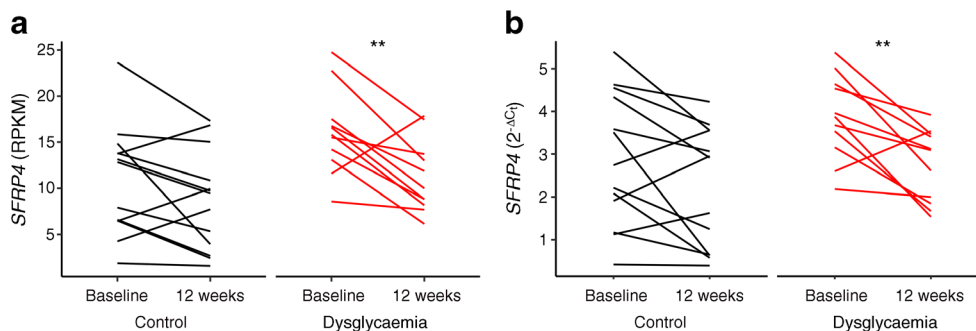 a
**
SFRP4 (RPKM)
25
20
15
10
5
Baseline 12 weeks Baseline 12 weeks
Control Dysglycaemia
b
**
SFRP4 (2-ΔCt)
5
4
3
2
1
Baseline 12 weeks Baseline 12 weeks
Control Dysglycaemia